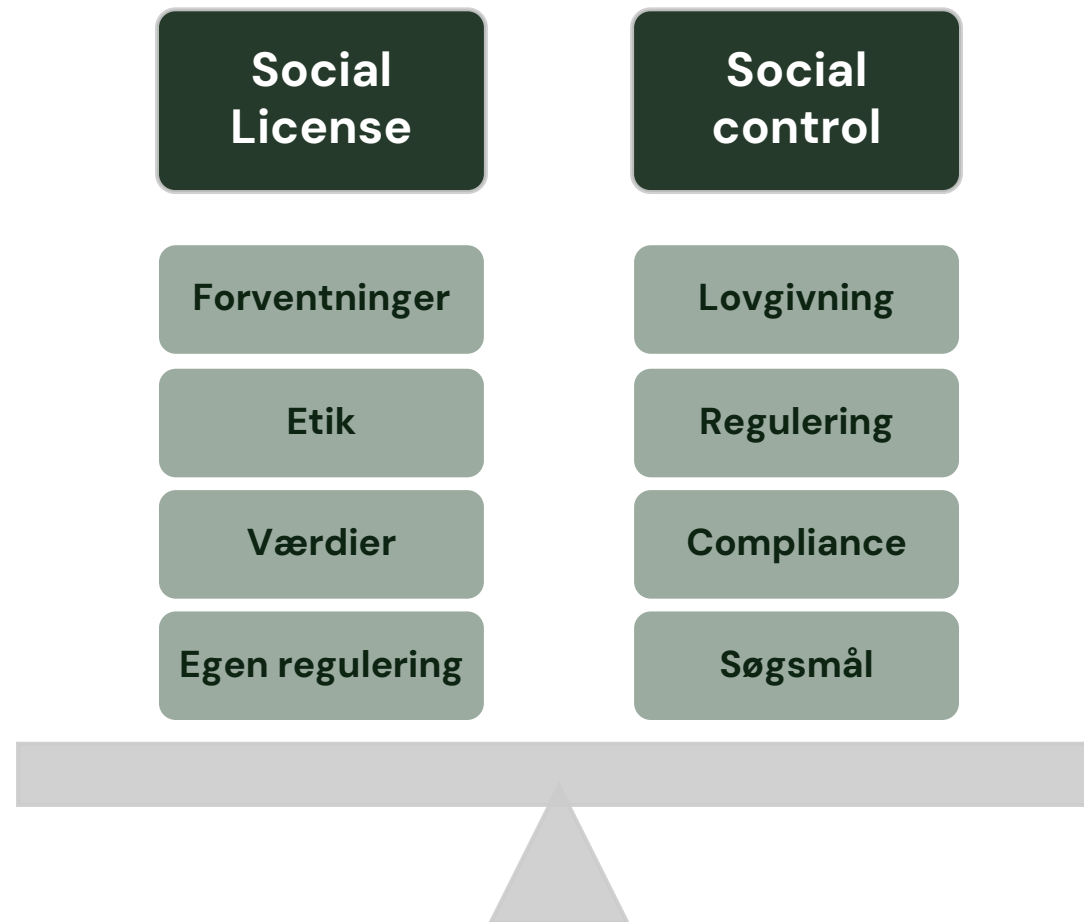 Social
License
Social
control
Forventninger
Lovgivning
Etik
Regulering
Værdier
Compliance
Egen regulering
Søgsmål